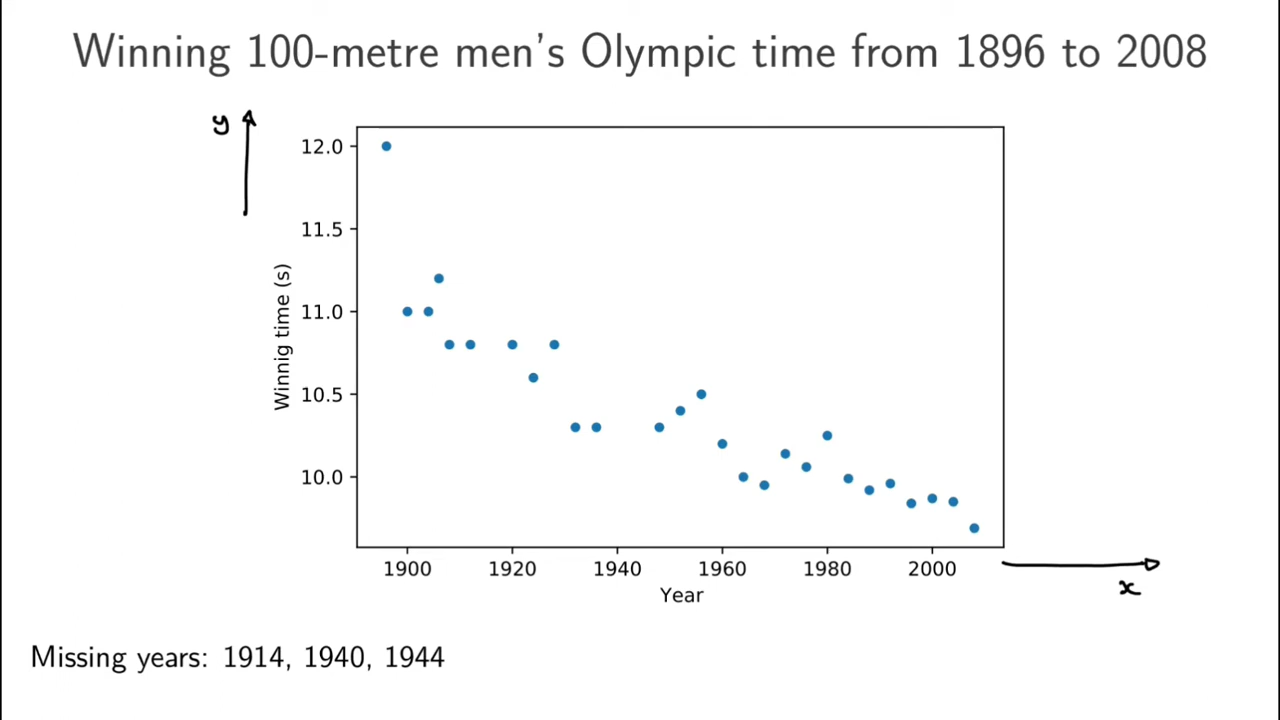 Winning 100-metre men's Olympic time from 1896 to 2008
y
12.0
11.5
11.0
10.5
10.0
Winnig time (s)
1900 1920 1940 1960 1980 2000
x
Year
Missing years: 1914, 1940, 1944